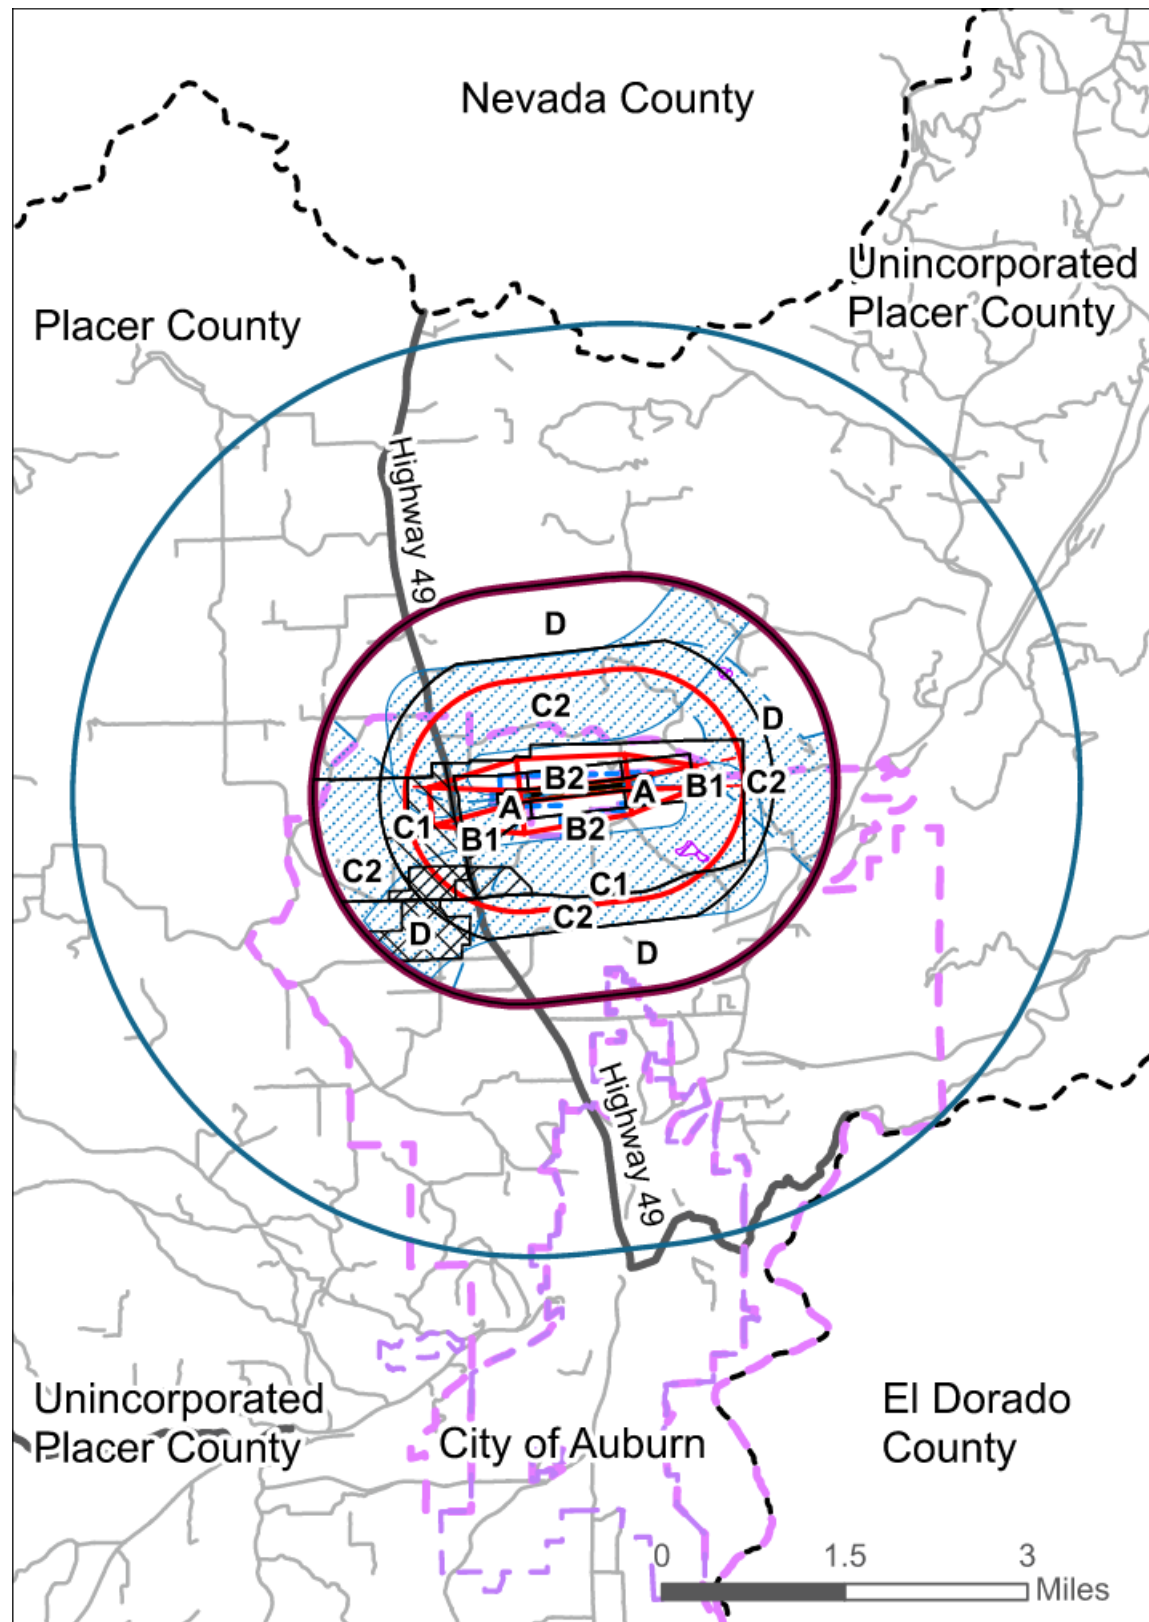 Nevada County
Unincorporated
Placer County
Placer County
Highway 49
D
C2
D
B2
B1
C2
A
A
C1
B1
B2
C2
C1
C2
D
D
Highway 49
Unincorporated
Placer County
El Dorado
County
City of Auburn
0 1.5 3
Miles